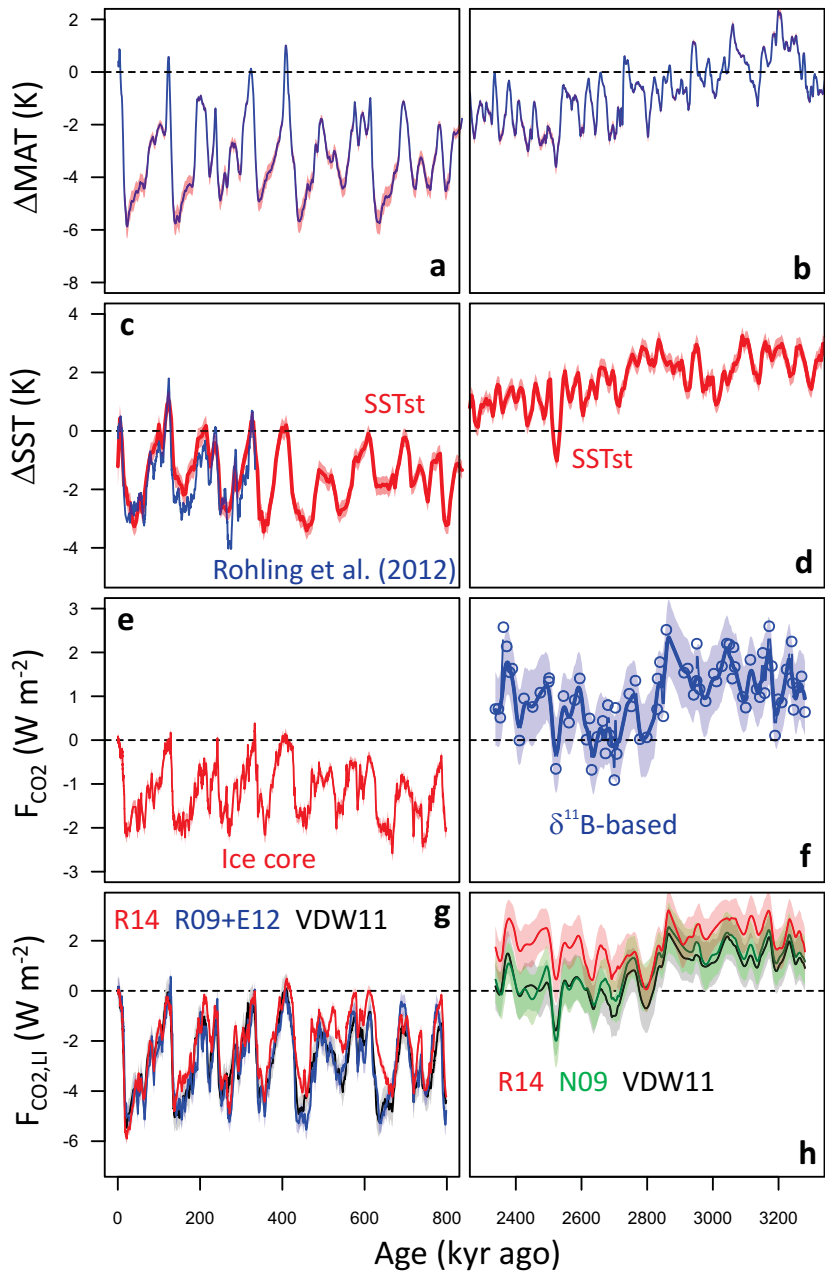 ΔMAT (K)
2
0
-2
-4
-6
-8
a
b
ΔSST (K)
2
0
-2
-4
c
SSTst
Rohling et al. (2012)
SSTst
d
F_CO2 (W m⁻²)
3
2
1
0
-1
-2
-3
e
Ice core
δ¹¹B-based
f
F_CO2,LI (W m⁻²)
2
0
-2
-4
-6
R14 R09+E12 VDW11 g
R14 N09 VDW11
h
0 200 400 600 800 2400 2600 2800 3000 3200
Age (kyr ago)